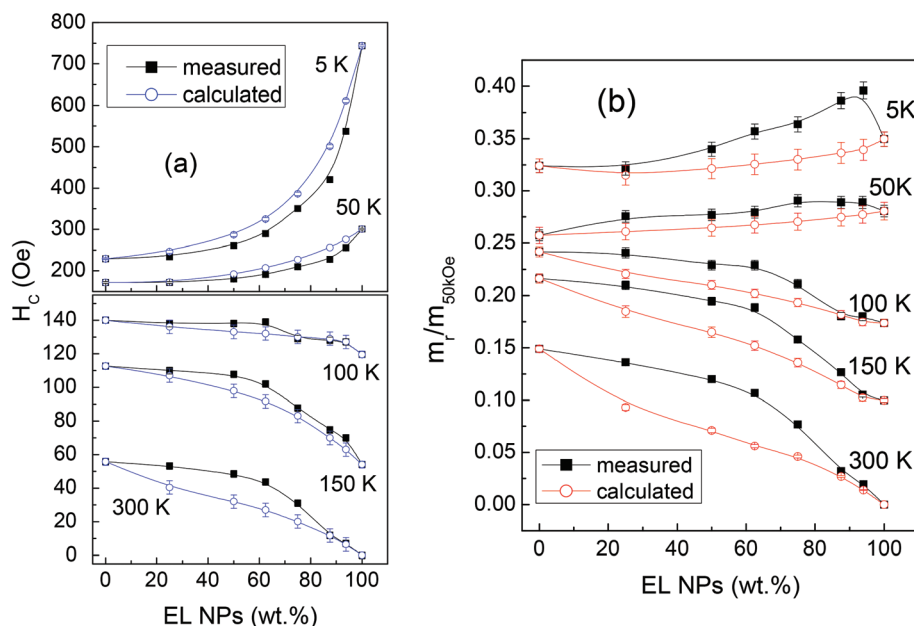 800
700
600
500
400
300
200
140
120
100
80
60
40
20
0
H_C (Oe)
measured
calculated
5 K
(a)
50 K
100 K
150 K
300 K
0 20 40 60 80 100
EL NPs (wt.%)
0.40
0.35
0.30
0.25
0.20
0.15
0.10
0.05
0.00
m_r/m_50kOe
(b)
5K
50K
100 K
150 K
300 K
measured
calculated
0 20 40 60 80 100
EL NPs (wt.%)